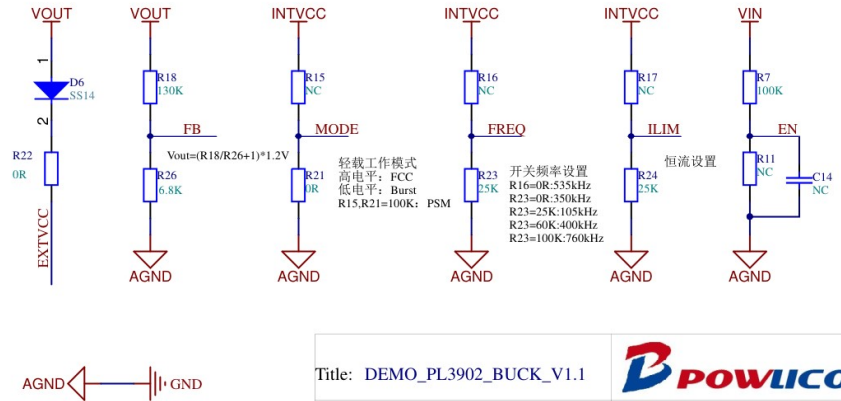 VOUT
VOUT
INTVCC
INTVCC
INTVCC
VIN
1
D6
SS14
2
R22
0R
EXTVCC
R18
130K
FB
Vout=(R18/R26+1)*1.2V
R26
6.8K
AGND
R15
NC
MODE
轻载工作模式
高电平：FCC
低电平：Burst
R15,R21=100K：PSM
R21
0R
AGND
R16
NC
FREQ
开关频率设置
R16=0R:535kHz
R23=0R:350kHz
R23=25K:105kHz
R23=60K:400kHz
R23=100K:760kHz
R23
25K
AGND
R17
NC
ILIM
恒流设置
R24
25K
AGND
R7
100K
EN
R11
NC
C14
NC
AGND
AGND
GND
Title: DEMO_PL3902_BUCK_V1.1
POWLICO